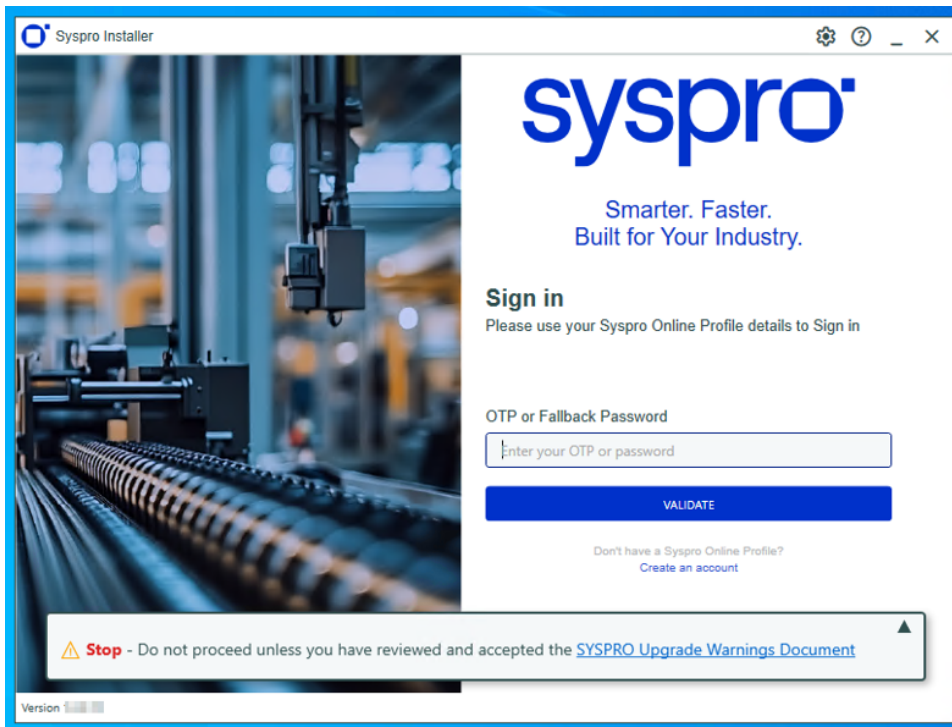 Syspro Installer
syspro
Smarter. Faster.
Built for Your Industry.
Sign in
Please use your Syspro Online Profile details to Sign in
OTP or Fallback Password
Enter your OTP or password
VALIDATE
Don't have a Syspro Online Profile?
Create an account
Stop - Do not proceed unless you have reviewed and accepted the SYSPRO Upgrade Warnings Document
Version